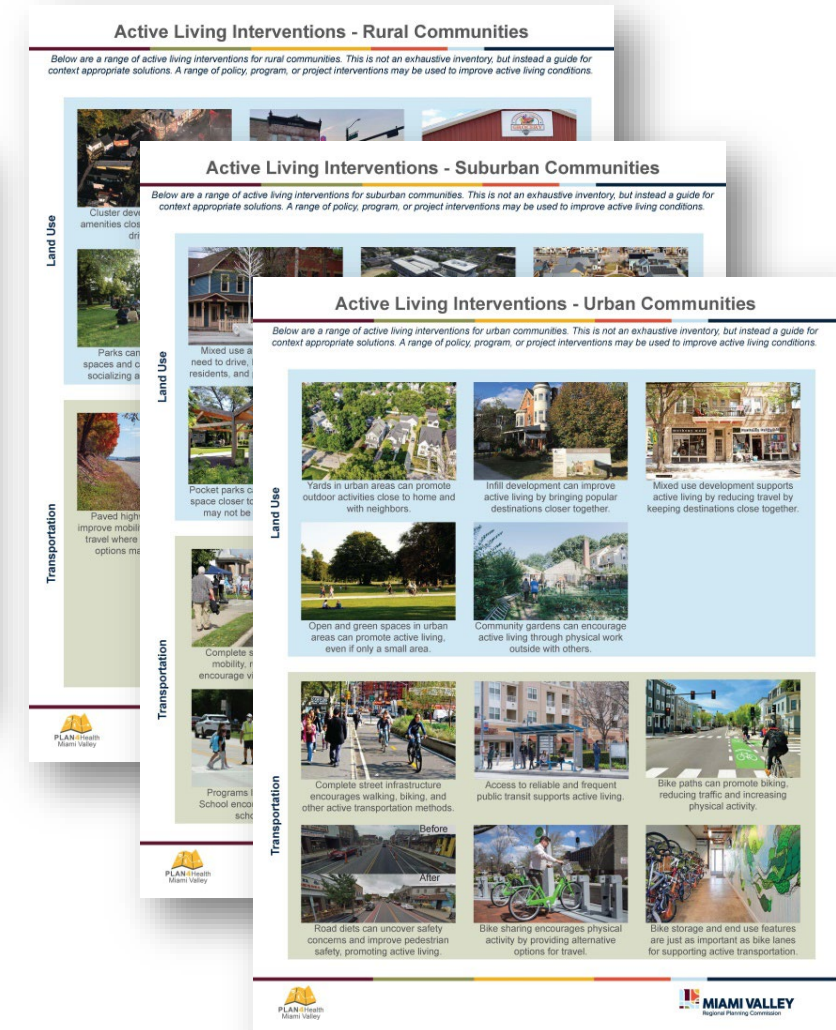 Active Living Interventions - Rural Communities
Below are a range of active living interventions for rural communities. This is not an exhaustive inventory, but instead a guide for
context appropriate solutions. A range of policy, program, or project interventions may be used to improve active living conditions.
Land Use
Cluster
amenities
Parks can
spaces and
socializing
Transportation
Paved
improve
travel where
options
PLAN4Health
Miami Valley
Active Living Interventions - Suburban Communities
Below are a range of active living interventions for suburban communities. This is not an exhaustive inventory, but instead a guide for
context appropriate solutions. A range of policy, program, or project interventions may be used to improve active living conditions.
Land Use
Mixed use
need to drive,
residents, and
Pocket parks
space closer to
may not be
Transportation
Complete
mobility,
encourage
Programs
School
PLAN4Health
Miami Valley
Active Living Interventions - Urban Communities
Below are a range of active living interventions for urban communities. This is not an exhaustive inventory, but instead a guide for
context appropriate solutions. A range of policy, program, or project interventions may be used to improve active living conditions.
Land Use
Yards in urban areas can promote
outdoor activities close to home and
with neighbors.
Infill development can improve
active living by bringing popular
destinations closer together.
Mixed use development supports
active living by reducing travel by
keeping destinations close together.
Open and green spaces in urban
areas can promote active living,
even if only a small area.
Community gardens can encourage
active living through physical work
outside with others.
Transportation
Complete street infrastructure
encourages walking, biking, and
other active transportation methods.
Access to reliable and frequent
public transit supports active living.
Bike paths can promote biking,
reducing traffic and increasing
physical activity.
Before
After
Road diets can uncover safety
concerns and improve pedestrian
safety, promoting active living.
Bike sharing encourages physical
activity by providing alternative
options for travel.
Bike storage and end use features
are just as important as bike lanes
for supporting active transportation.
PLAN4Health
Miami Valley
MIAMI VALLEY
Regional Planning Commission